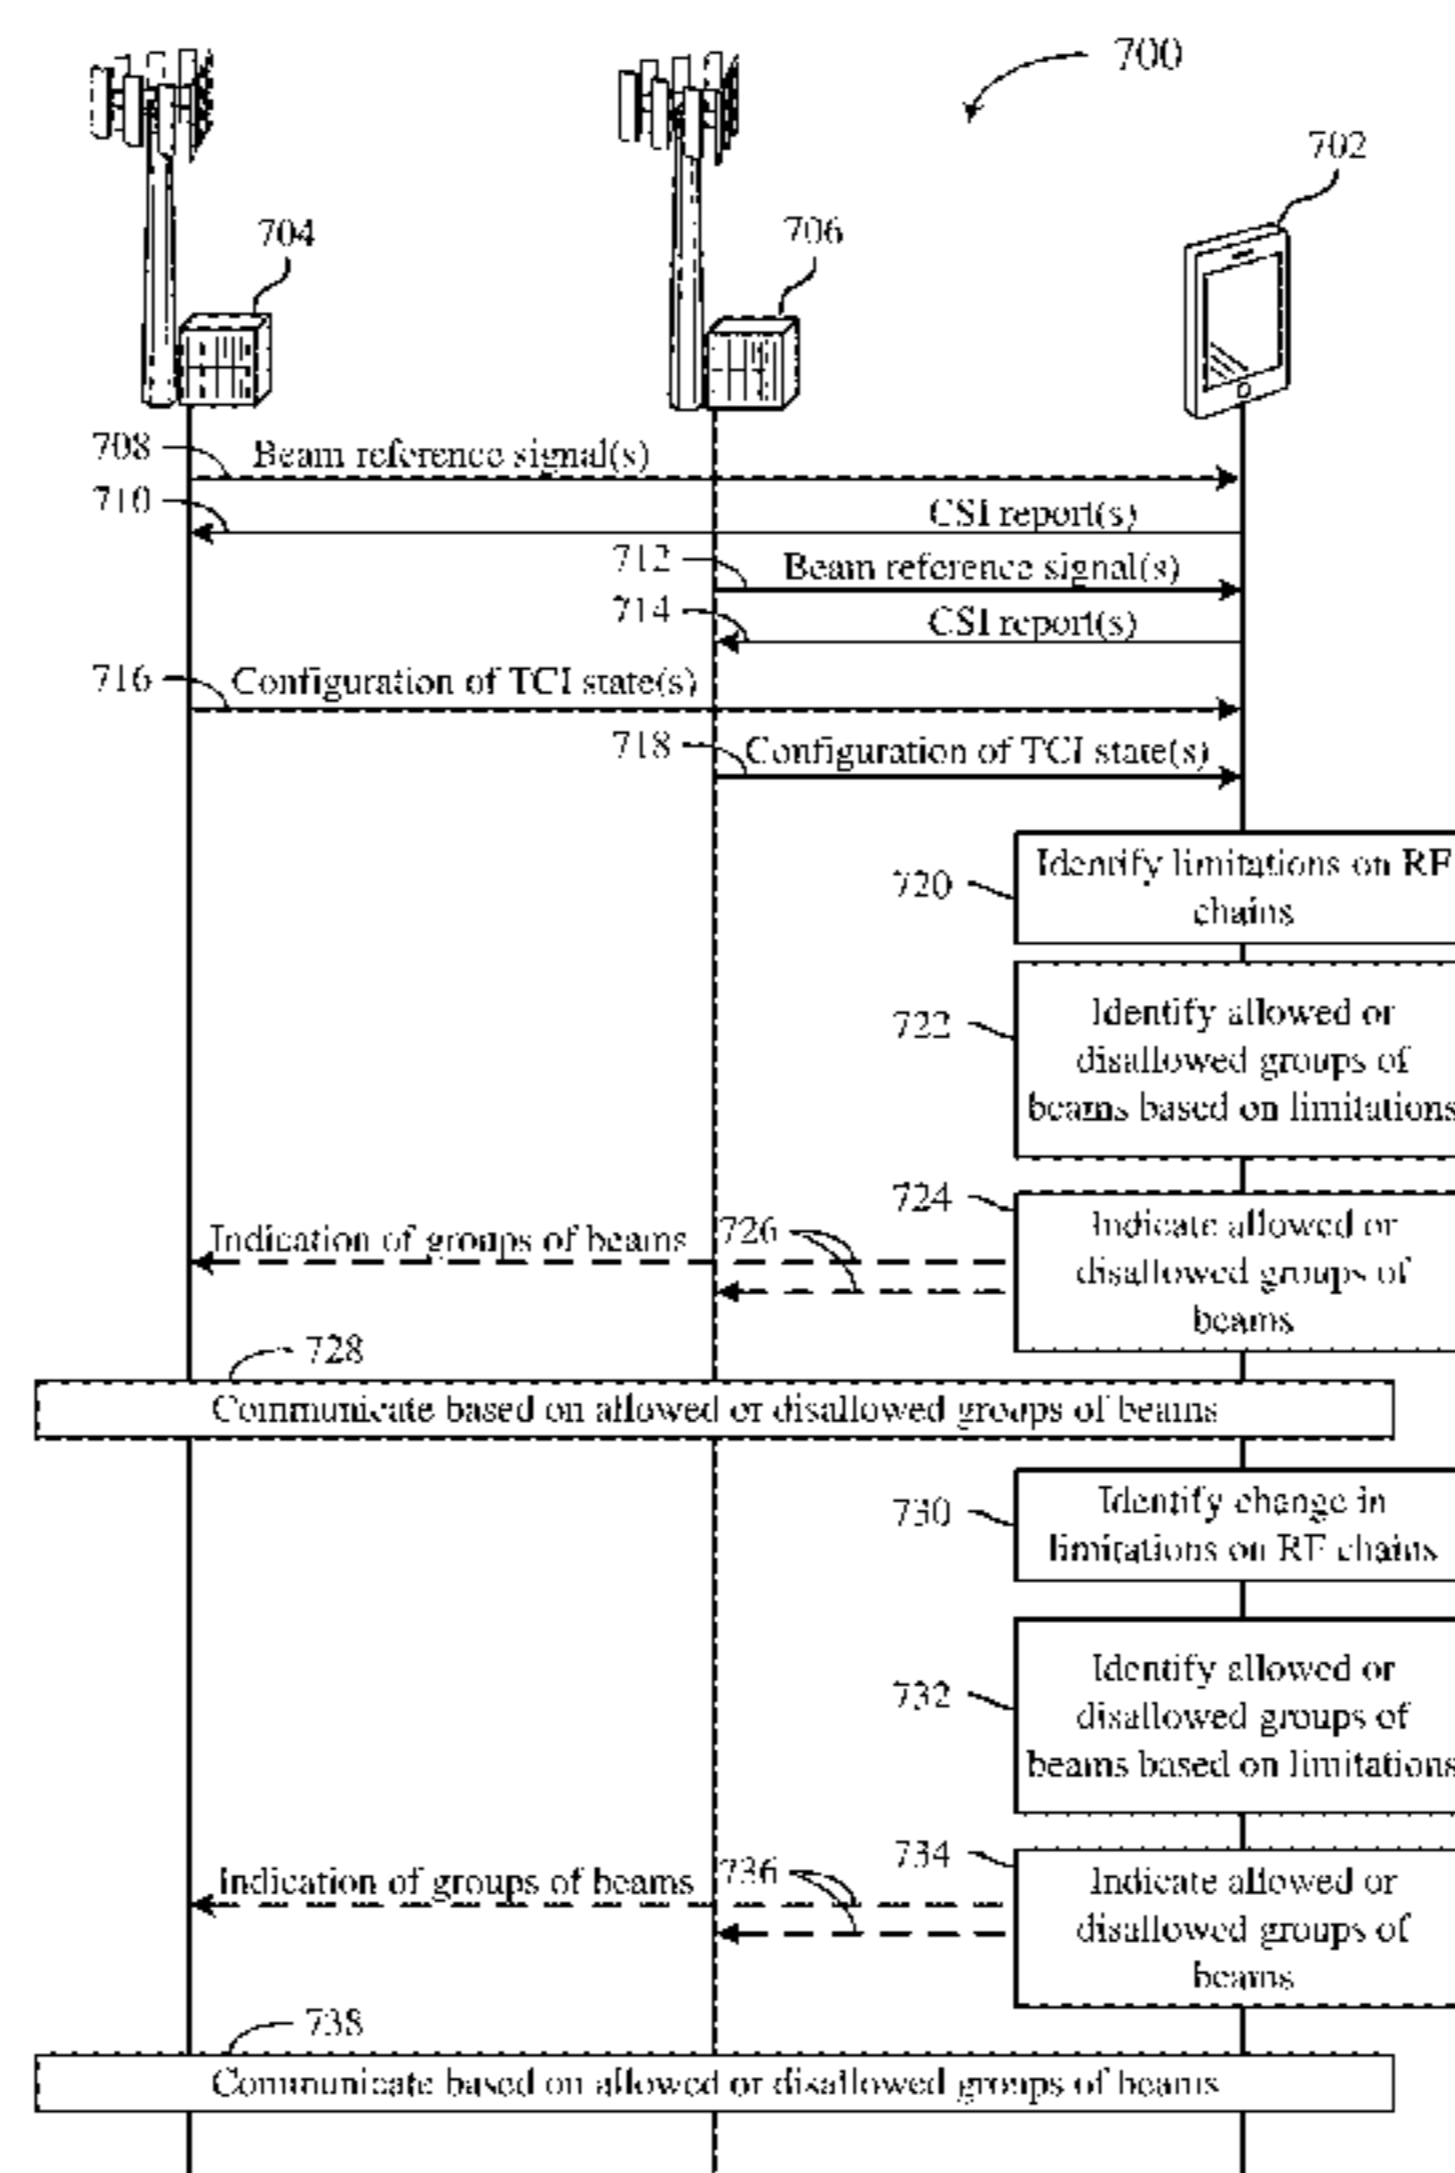 700
702
704
706
708
Beam reference signal(s)
710
CSI report(s)
712
Beam reference signal(s)
714
CSI report(s)
716
Configuration of TCI state(s)
718
Configuration of TCI state(s)
720
Identify limitations on RF
chains
722
Identify allowed or
disallowed groups of
beams based on limitations
724
Indicate allowed or
disallowed groups of
beams
Indication of groups of beams
726
728
Communicate based on allowed or disallowed groups of beams
730
Identify change in
limitations on RF chains
732
Identify allowed or
disallowed groups of
beams based on limitations
734
Indicate allowed or
disallowed groups of
beams
Indication of groups of beams
736
738
Communicate based on allowed or disallowed groups of beams